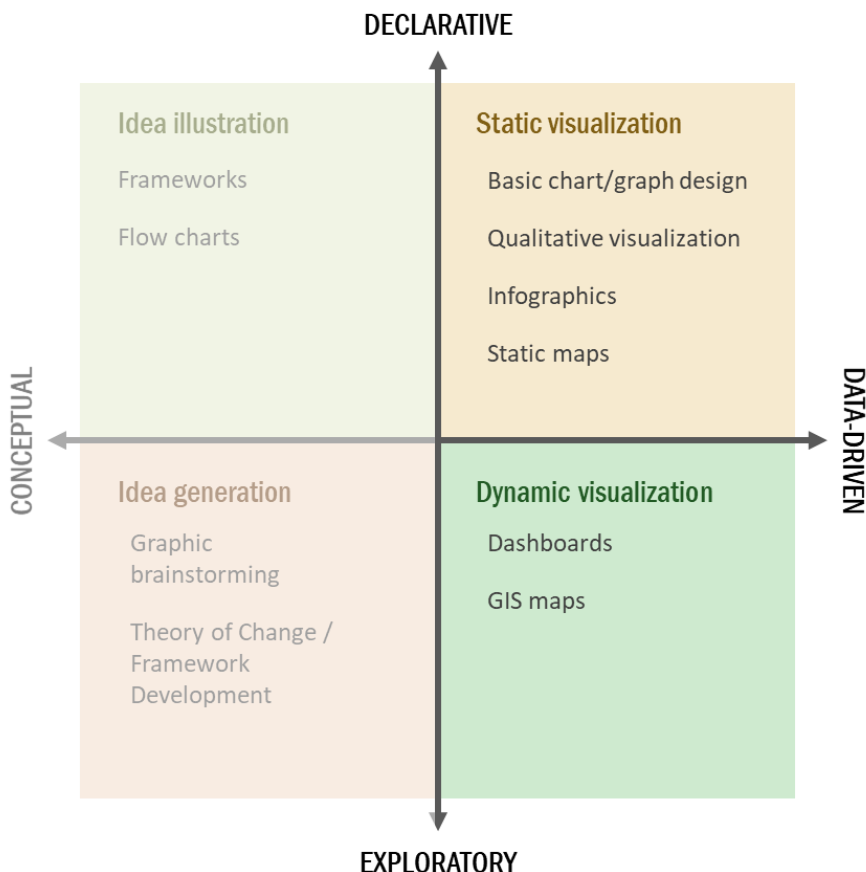 DECLARATIVE
Idea illustration
Frameworks
Flow charts
Static visualization
Basic chart/graph design
Qualitative visualization
Infographics
Static maps
CONCEPTUAL
DATA-DRIVEN
Idea generation
Graphic
brainstorming
Theory of Change /
Framework
Development
Dynamic visualization
Dashboards
GIS maps
EXPLORATORY